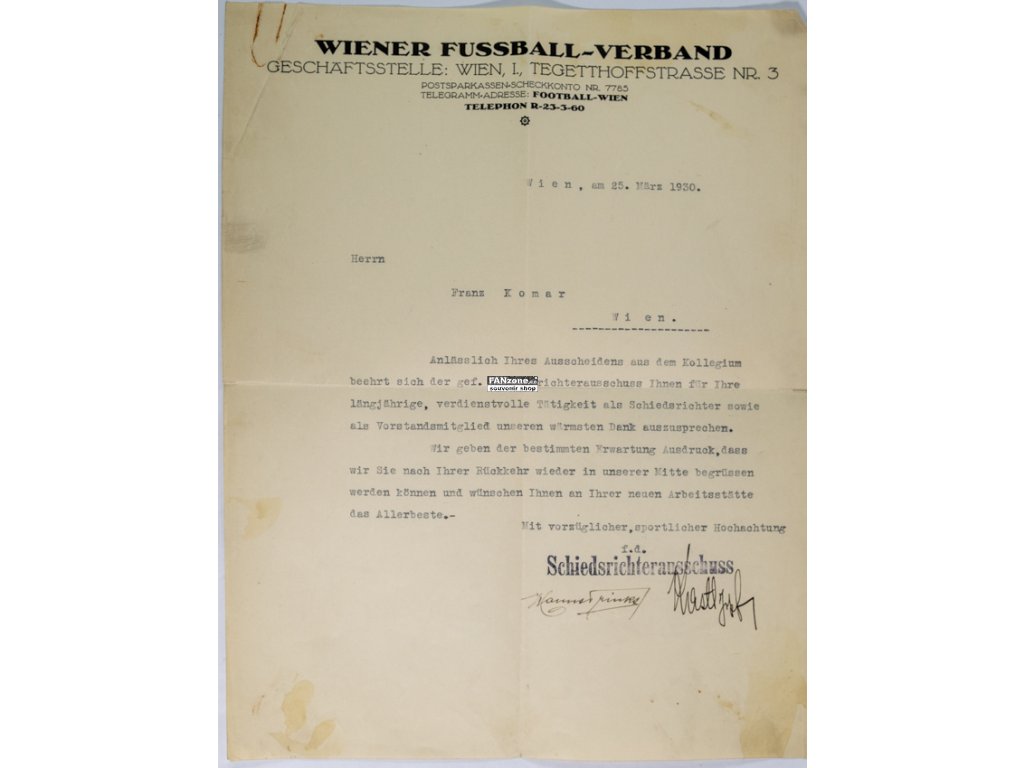 WIENER FUSSBALL-VERBAND
GESCHÄFTSSTELLE: WIEN, I., TEGETTHOFFSTRASSE NR. 3
POSTSPARKASSEN-SCHECKKONTO NR. 7785
TELEGRAMM-ADRESSE: FOOTBALL-WIEN
TELEPHON R-23-3-60
Wien, am 25. März 1930.
Herrn
Franz Komar
Wien.
Anlässlich Ihres Ausscheidens aus dem Kollegium
beehrt sich der gef. richterausschuss Ihnen für Ihre
FANzone
souvenir shop
längjährige, verdienstvolle Tätigkeit als Schiedsrichter sowie
als Vorstandsmitglied unseren wärmsten Dank auszusprechen.
Wir geben der bestimmten Erwartung Ausdruck,dass
wir Sie nach Ihrer Rückkehr wieder in unserer Mitte begrüssen
werden können und wünschen Ihnen an Ihrer neuen Arbeitsstätte
das Allerbeste.-
Mit vorzüglicher,sportlicher Hochachtung
f.d.
Schiedsrichterausschuss